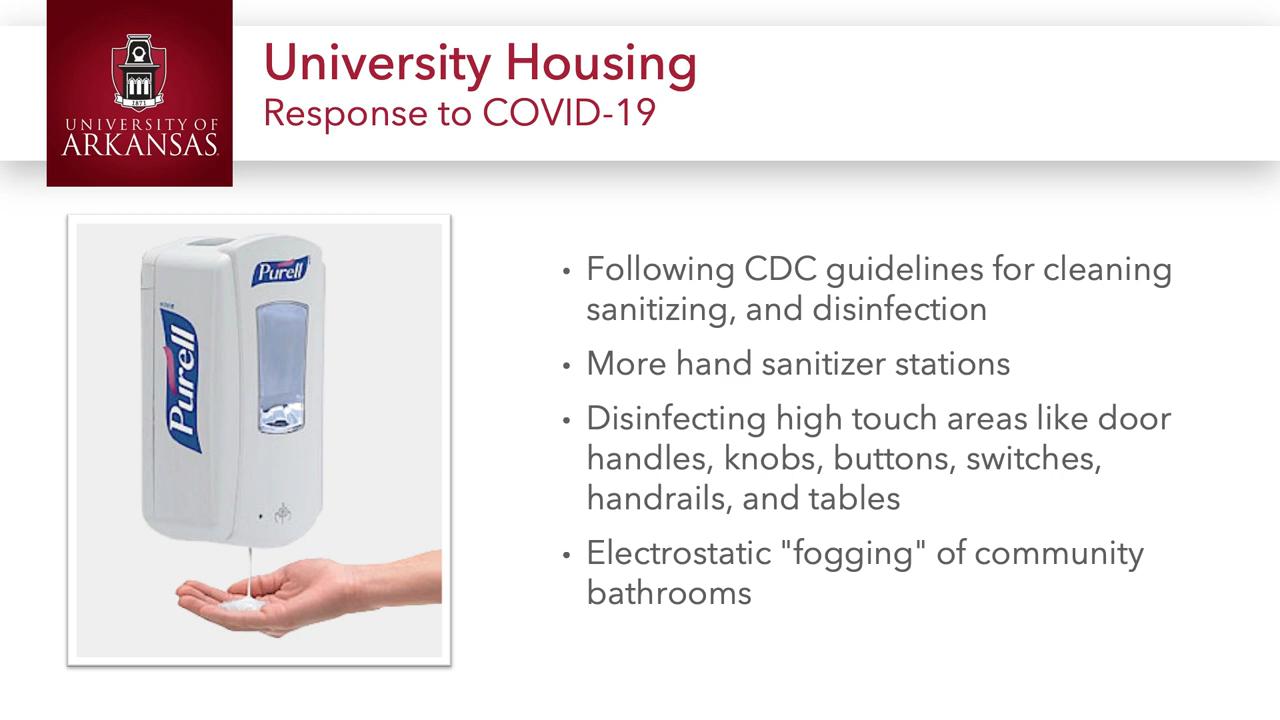 1871
UNIVERSITY OF
ARKANSAS
University Housing
Response to COVID-19
Purell
Purell
• Following CDC guidelines for cleaning
sanitizing, and disinfection
• More hand sanitizer stations
• Disinfecting high touch areas like door
handles, knobs, buttons, switches,
handrails, and tables
• Electrostatic "fogging" of community
bathrooms